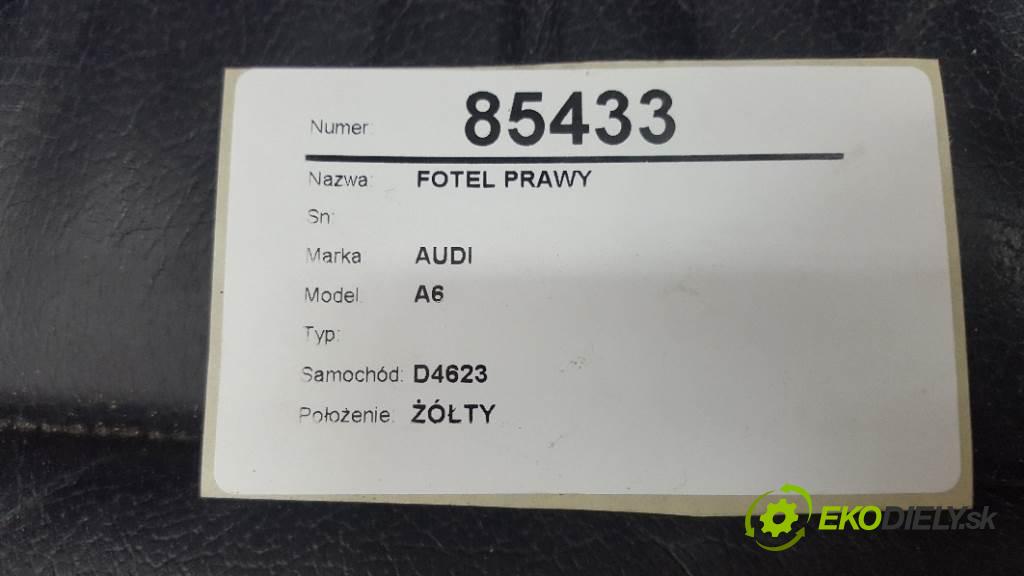 Numer: 85433
Nazwa: FOTEL PRAWY
Sn:
Marka AUDI
Model. A6
Typ:
Samochód: D4623
Położenie: ŻÓŁTY
EKODIELY.sk